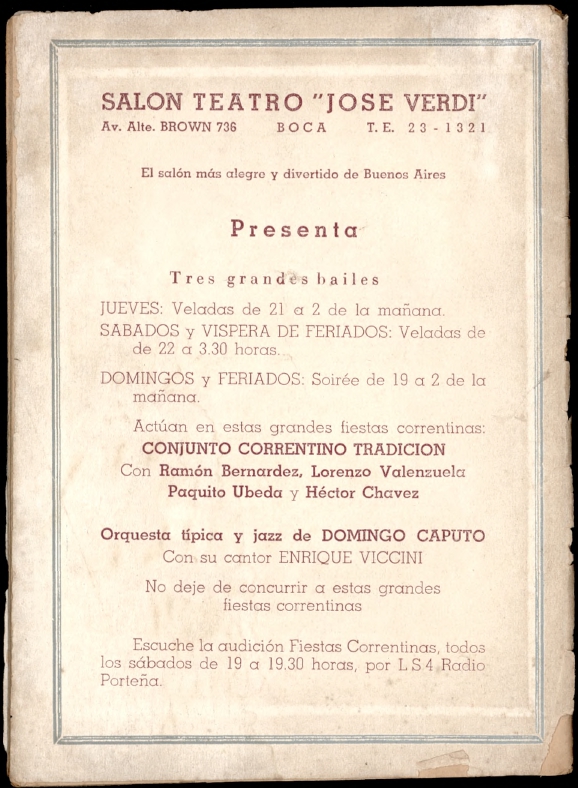 SALON TEATRO "JOSE VERDI"
Av. Alte. BROWN 736 BOCA T. E. 23 - 1321
El salón más alegre y divertido de Buenos Aires
Presenta
Tres grandes bailes
JUEVES: Veladas de 21 a 2 de la mañana.
SABADOS y VISPERA DE FERIADOS: Veladas de
de 22 a 3.30 horas.
DOMINGOS y FERIADOS: Soirée de 19 a 2 de la
mañana.
Actúan en estas grandes fiestas correntinas:
CONJUNTO CORRENTINO TRADICION
Con Ramón Bernardez, Lorenzo Valenzuela
Paquito Ubeda y Héctor Chavez
Orquesta típica y jazz de DOMINGO CAPUTO
Con su cantor ENRIQUE VICCINI
No deje de concurrir a estas grandes
fiestas correntinas
Escuche la audición Fiestas Correntinas, todos
los sábados de 19 a 19.30 horas, por L S 4 Radio
Porteña.